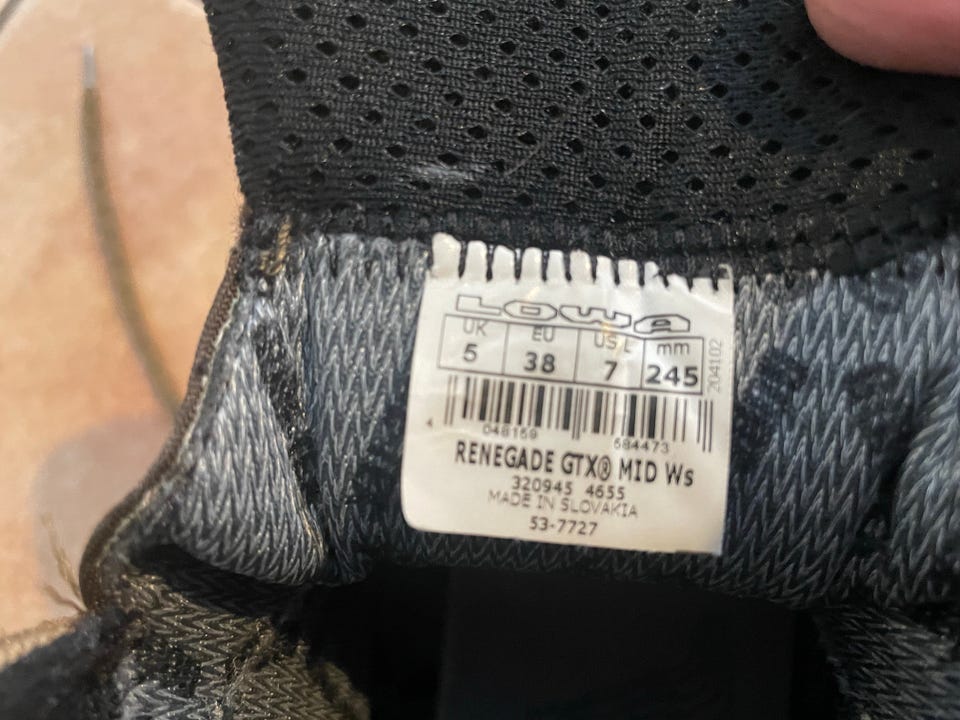 LOWA
UK EU US L mm
5 38 7 245
204102
4 048159 684473
RENEGADE GTX® MID Ws
320945 4655
MADE IN SLOVAKIA
53-7727